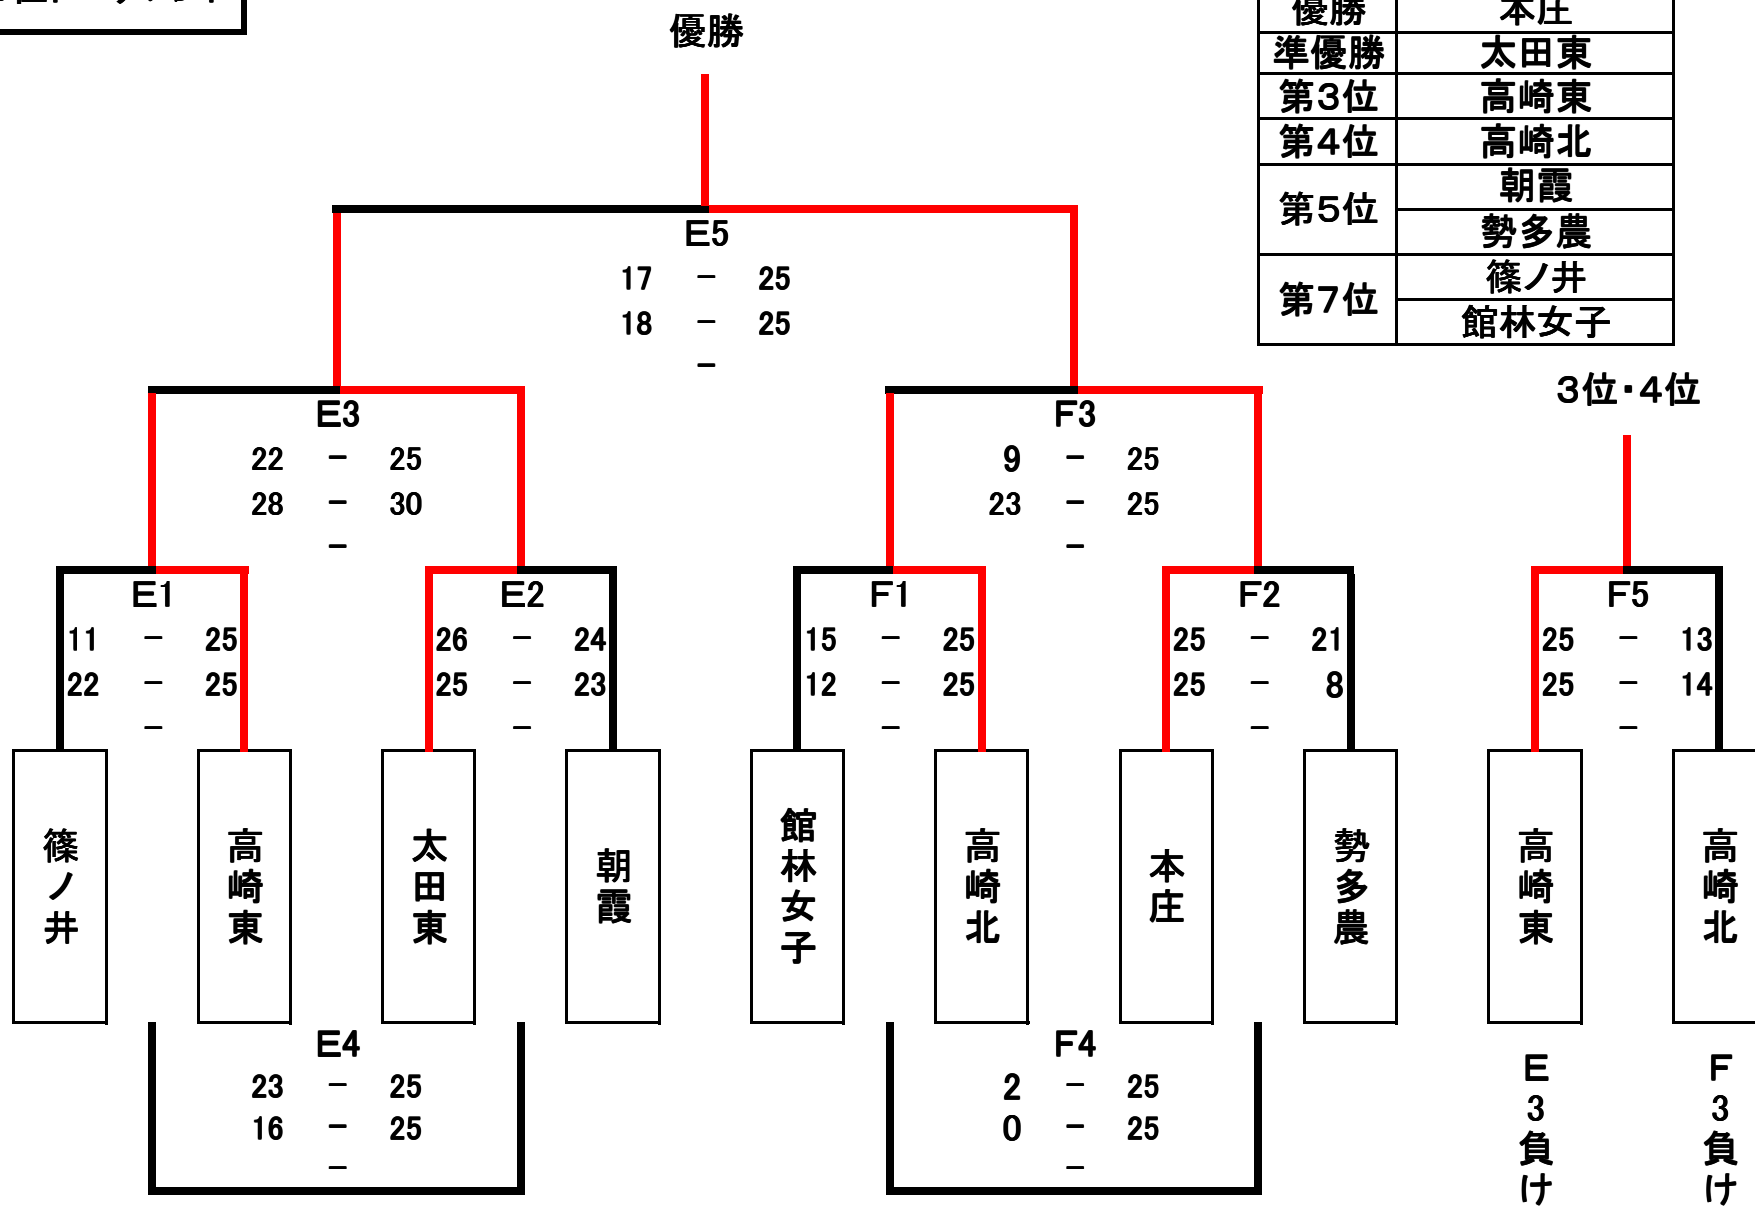 優勝
優勝 本庄
準優勝 太田東
第3位 高崎東
第4位 高崎北
第5位 朝霞
勢多農
第7位 篠ノ井
館林女子
E5
17 － 25
18 － 25
－
3位・4位
E3
22 － 25
28 － 30
－
F3
9 － 25
23 － 25
－
E1
11 － 25
22 － 25
－
E2
26 － 24
25 － 23
－
F1
15 － 25
12 － 25
－
F2
25 － 21
25 － 8
－
F5
25 － 13
25 － 14
－
篠ノ井
高崎東
太田東
朝霞
館林女子
高崎北
本庄
勢多農
高崎東
高崎北
E4
23 － 25
16 － 25
－
F4
2 － 25
0 － 25
－
E3負け
F3負け